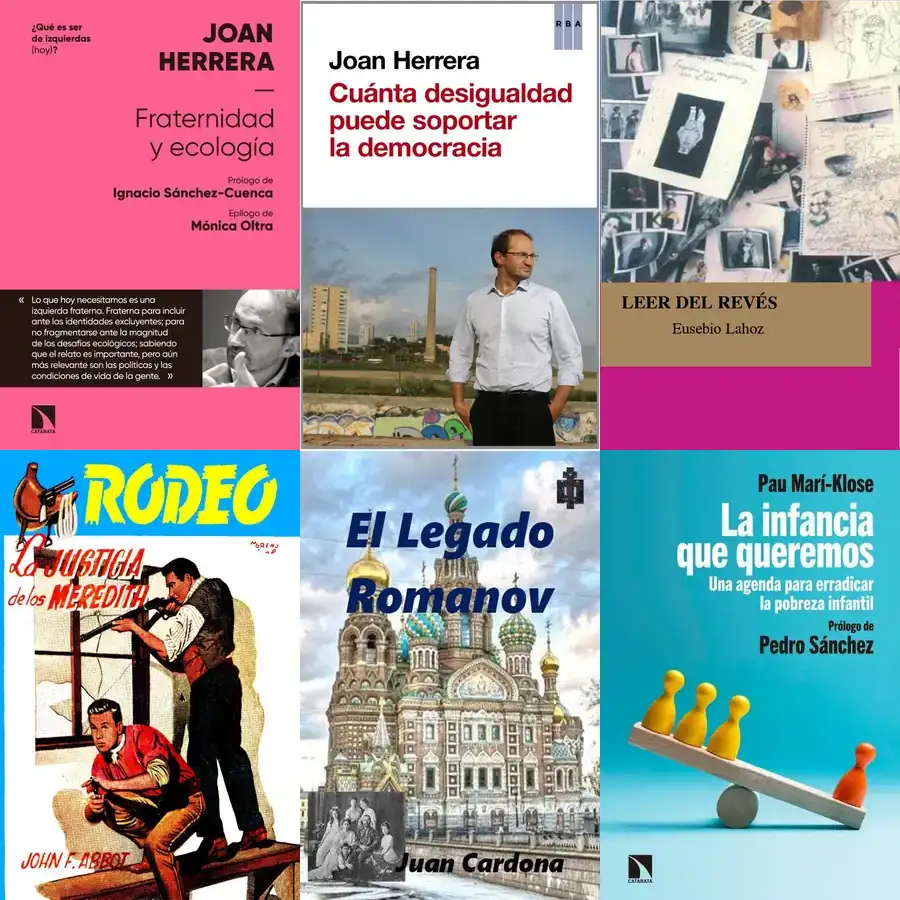 ¿Qué es ser
de izquierdas
(hoy)?
JOAN
HERRERA
Fraternidad
y ecología
Prólogo de
Ignacio Sánchez-Cuenca
Epílogo de
Mónica Oltra
« Lo que hoy necesitamos es una
izquierda fraterna. Fraterna para incluir
ante las identidades excluyentes; para
no fragmentarse ante la magnitud
de los desafíos ecológicos; sabiendo
que el relato es importante, pero aún
más relevante son las políticas y las
condiciones de vida de la gente. »
CATARATA
RBA
Joan Herrera
Cuánta desigualdad
puede soportar
la democracia
LEER DEL REVÉS
Eusebio Lahoz
RODEO
MORENO
La JUSTICIA
de los MEREDITH
JOHN F. ABBOT
El Legado
Romanov
Juan Cardona
Pau Marí-Klose
La infancia
que queremos
Una agenda para erradicar
la pobreza infantil
Prólogo de
Pedro Sánchez
CATARATA